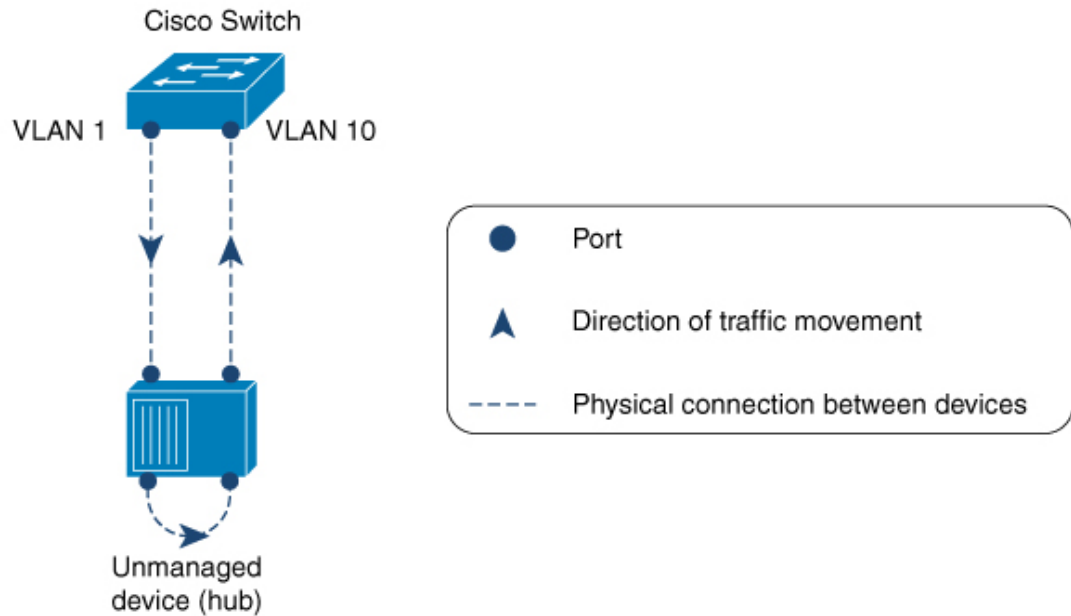 Cisco Switch
VLAN 1
VLAN 10
Port
Direction of traffic movement
Physical connection between devices
Unmanaged
device (hub)